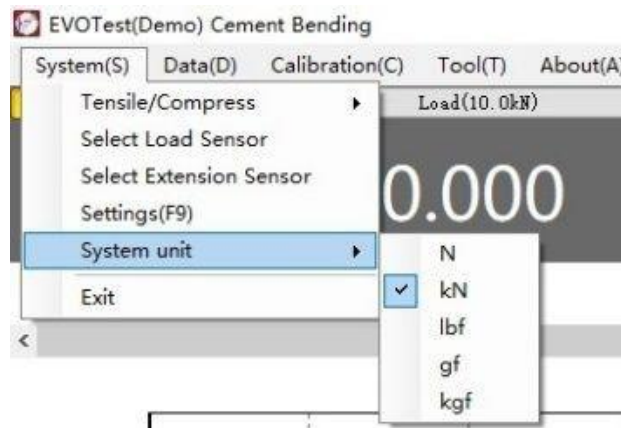 EVOTest(Demo) Cement Bending
System(S) Data(D) Calibration(C) Tool(T) About(A)
Tensile/Compress
Load(10.0kN)
Select Load Sensor
Select Extension Sensor
0.000
Settings(F9)
System unit
N
Exit
kN
lbf
gf
kgf